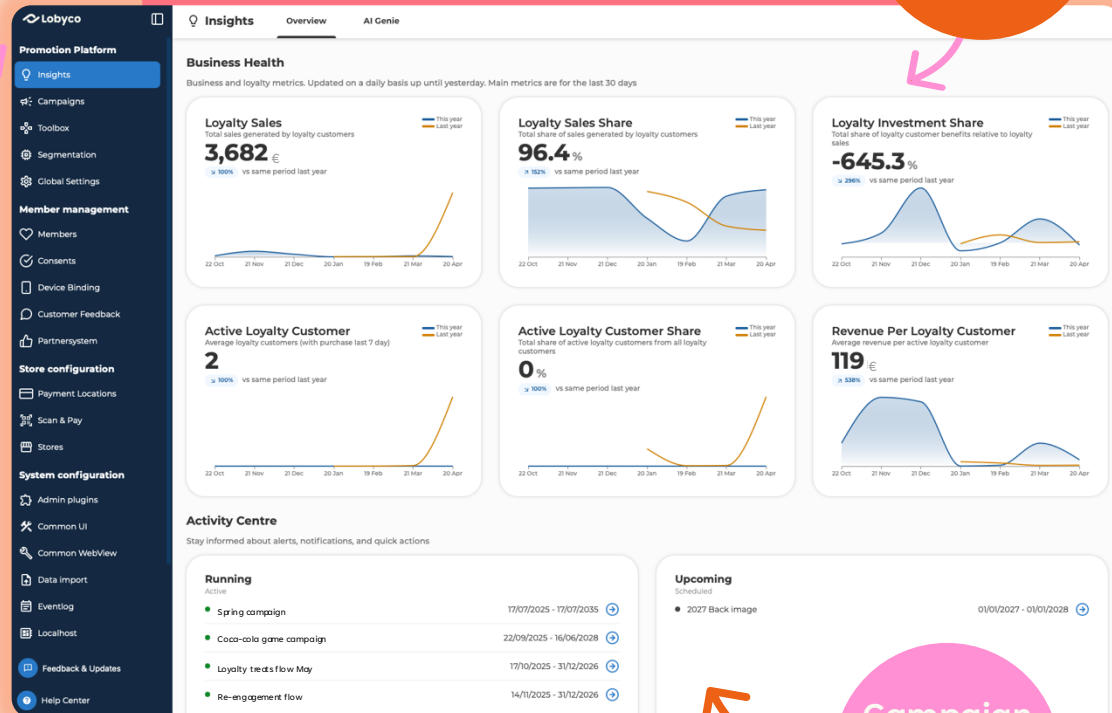 Lobyco
Promotion Platform
Insights
Campaigns
Toolbox
Segmentation
Global Settings
Member management
Members
Consents
Device Binding
Customer Feedback
Partnersystem
Store configuration
Payment Locations
Scan & Pay
Stores
System configuration
Admin plugins
Common UI
Common WebView
Data import
Eventlog
Localhost
Feedback & Updates
Help Center
Insights Overview AI Genie
Business Health
Business and loyalty metrics. Updated on a daily basis up until yesterday. Main metrics are for the last 30 days
Loyalty Sales
Total sales generated by loyalty customers
This year
Last year
3,682 €
100% vs same period last year
22 Oct 21 Nov 21 Dec 20 Jan 19 Feb 21 Mar 20 Apr
Loyalty Sales Share
Total share of sales generated by loyalty customers
This year
Last year
96.4 %
152% vs same period last year
22 Oct 21 Nov 21 Dec 20 Jan 19 Feb 21 Mar 20 Apr
Loyalty Investment Share
Total share of loyalty customer benefits relative to loyalty
sales
This year
Last year
-645.3 %
296% vs same period last year
22 Oct 21 Nov 21 Dec 20 Jan 19 Feb 21 Mar 20 Apr
Active Loyalty Customer
Average loyalty customers (with purchase last 7 day)
This year
Last year
2
100% vs same period last year
22 Oct 21 Nov 21 Dec 20 Jan 19 Feb 21 Mar 20 Apr
Active Loyalty Customer Share
Total share of active loyalty customers from all loyalty
customers
This year
Last year
0 %
100% vs same period last year
22 Oct 21 Nov 21 Dec 20 Jan 19 Feb 21 Mar 20 Apr
Revenue Per Loyalty Customer
Average revenue per active loyalty customer
This year
Last year
119 €
538% vs same period last year
22 Oct 21 Nov 21 Dec 20 Jan 19 Feb 21 Mar 20 Apr
Activity Centre
Stay informed about alerts, notifications, and quick actions
Running
Active
Spring campaign 17/07/2025 - 17/07/2035
Coca-cola game campaign 22/09/2025 - 16/06/2028
Loyalty treats flow May 17/10/2025 - 31/12/2026
Re-engagement flow 14/11/2025 - 31/12/2026
Upcoming
Scheduled
2027 Back image 01/01/2027 - 01/01/2028
Campaign